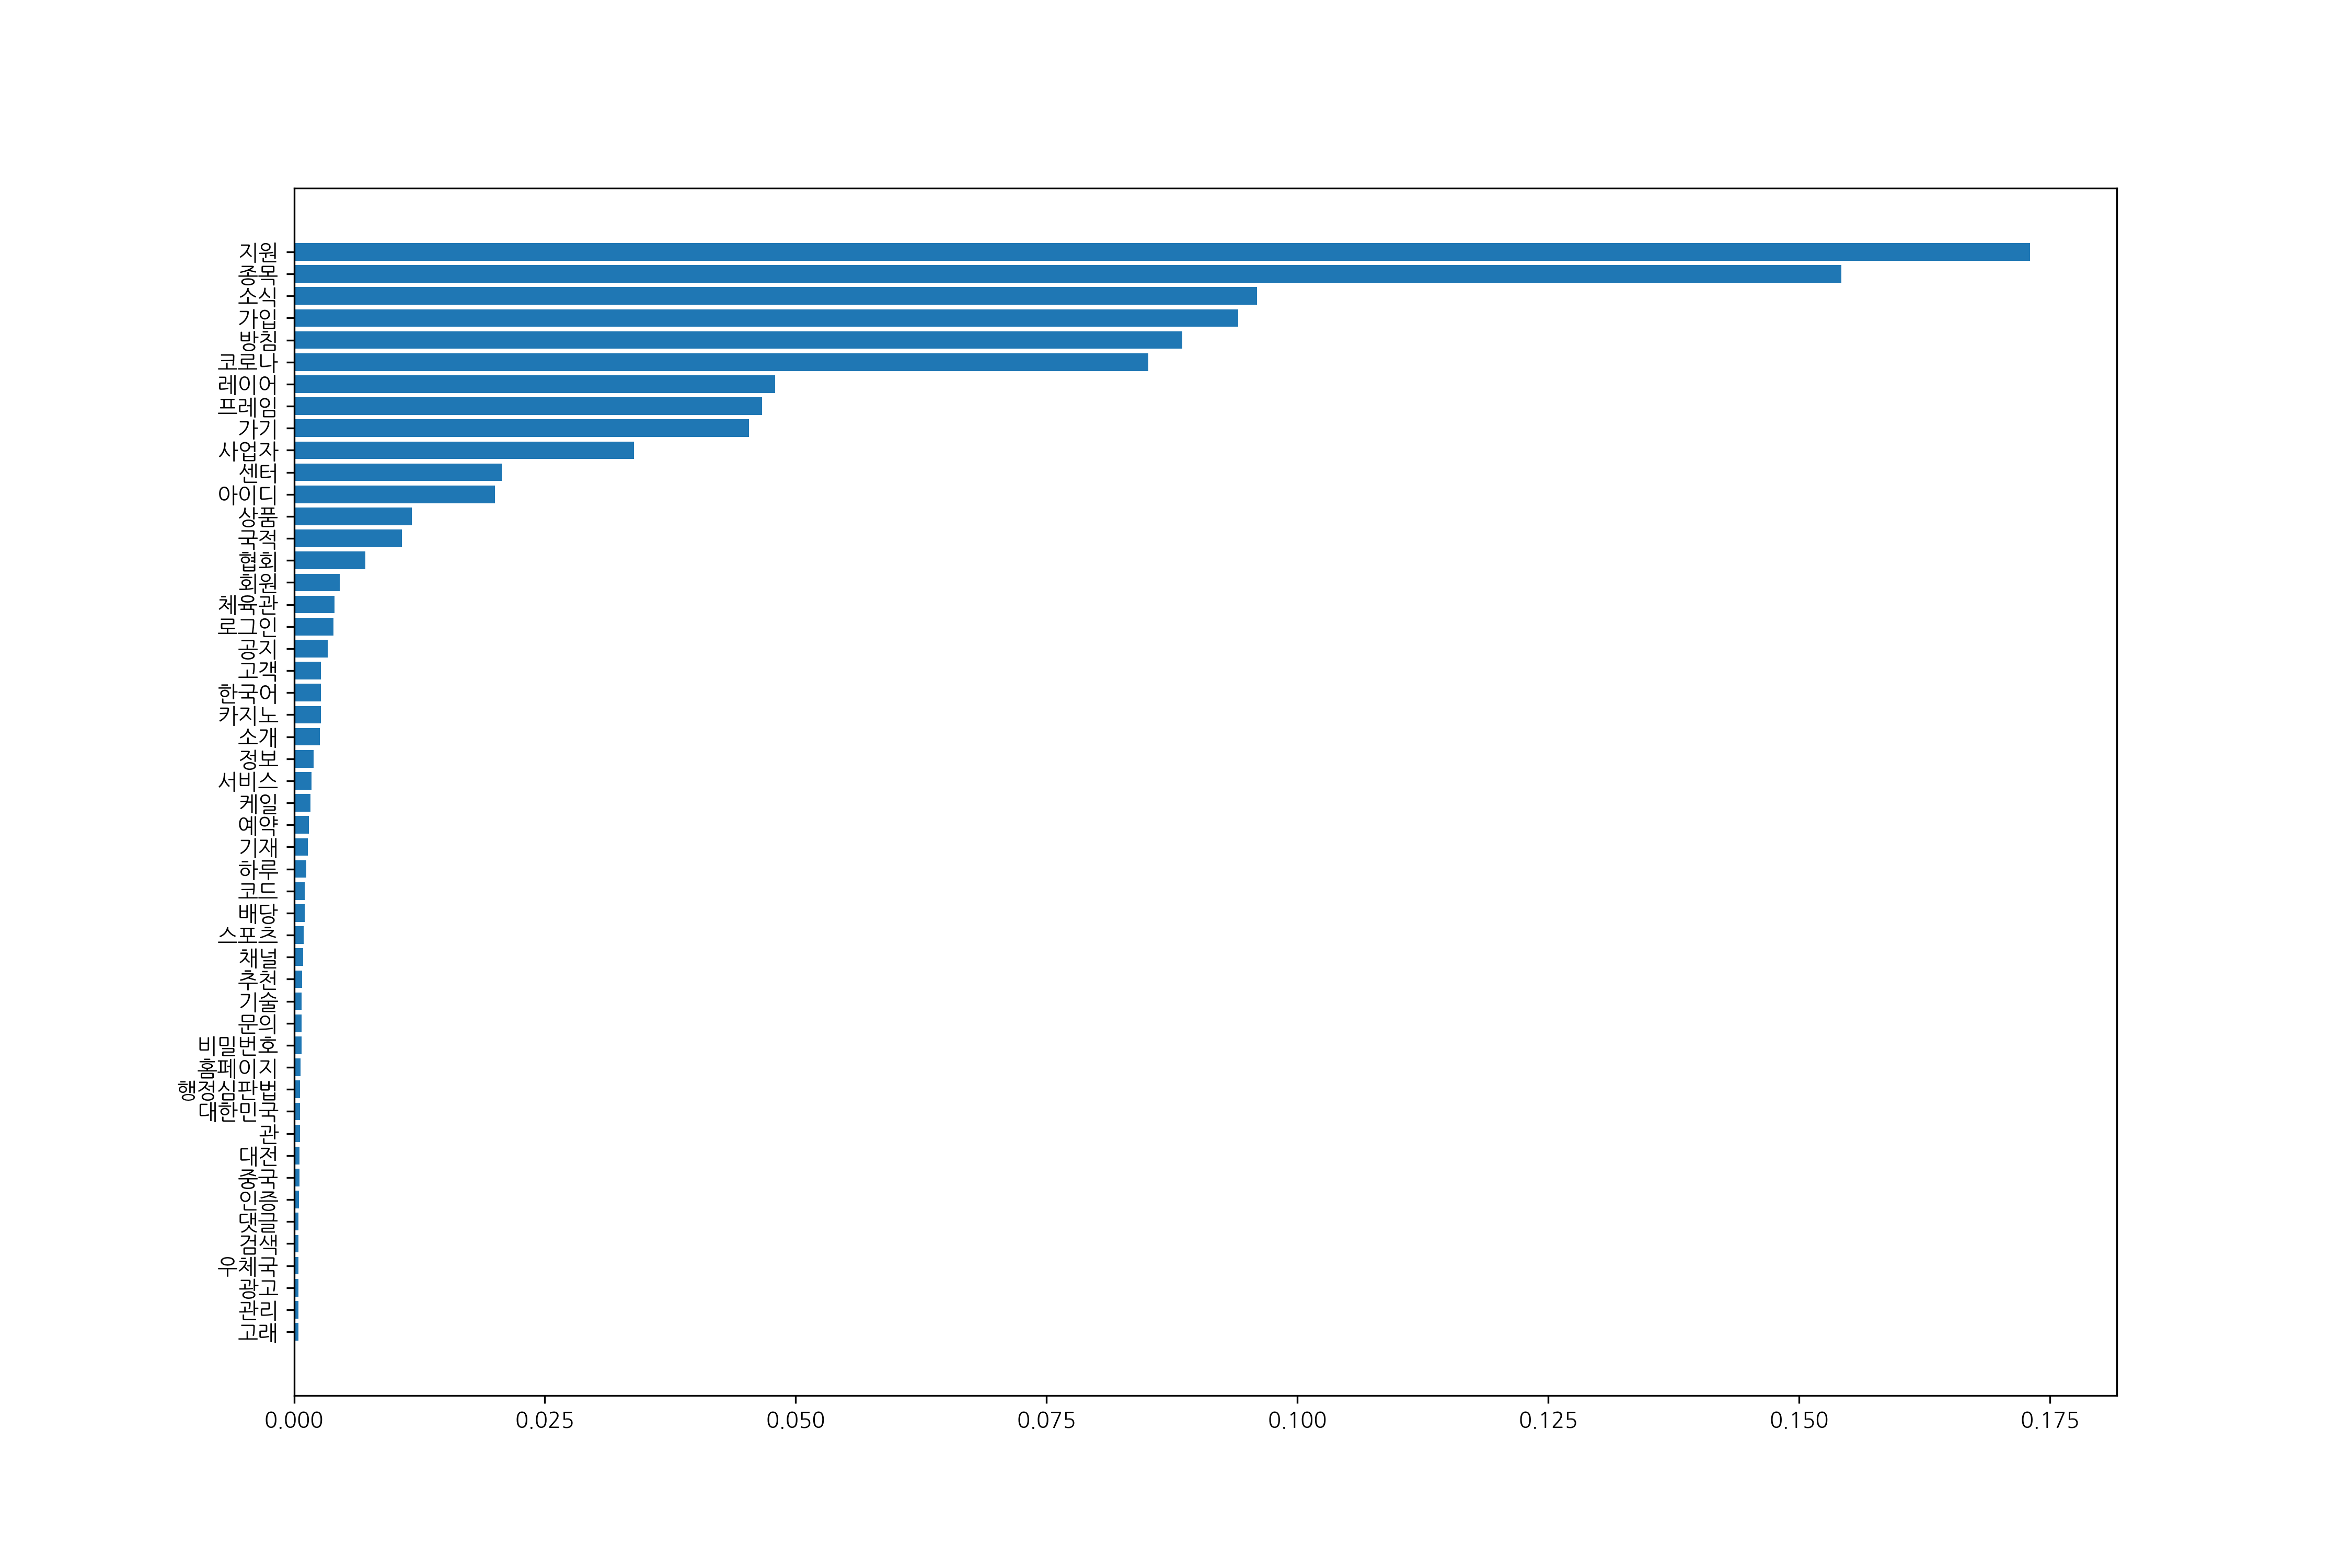 지원
종목
소식
가입
방침
코로나
레이어
프레임
가기
사업자
센터
아이디
상품
국적
협회
회원
체육관
로그인
공지
고객
한국어
카지노
소개
정보
서비스
케일
예약
기재
하루
코드
배당
스포츠
채널
추천
기술
문의
비밀번호
홈페이지
행정심판법
대한민국
관
대전
중국
인증
댓글
검색
우체국
광고
관리
고래
0.000 0.025 0.050 0.075 0.100 0.125 0.150 0.175